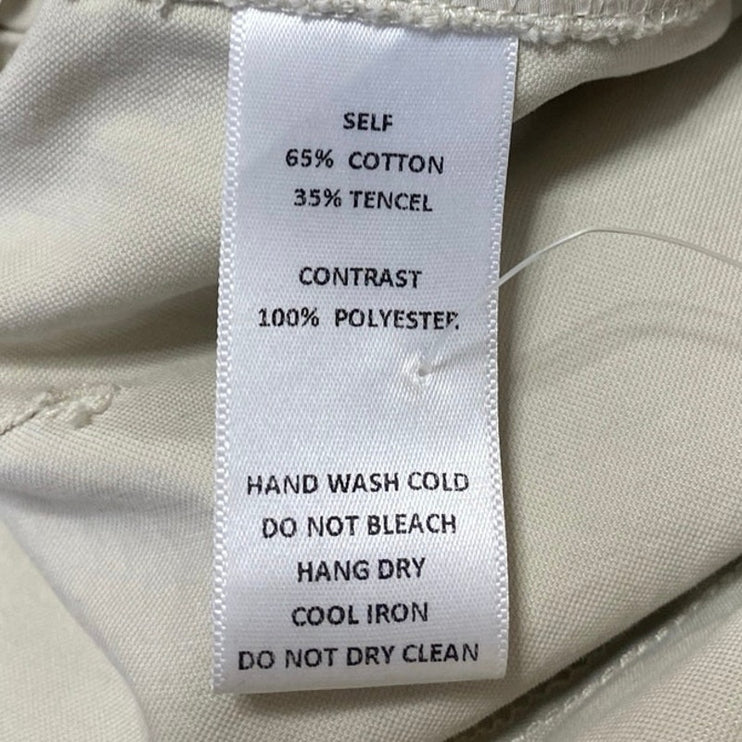 SELF
65% COTTON
35% TENCEL
CONTRAST
100% POLYESTER
HAND WASH COLD
DO NOT BLEACH
HANG DRY
COOL IRON
DO NOT DRY CLEAN